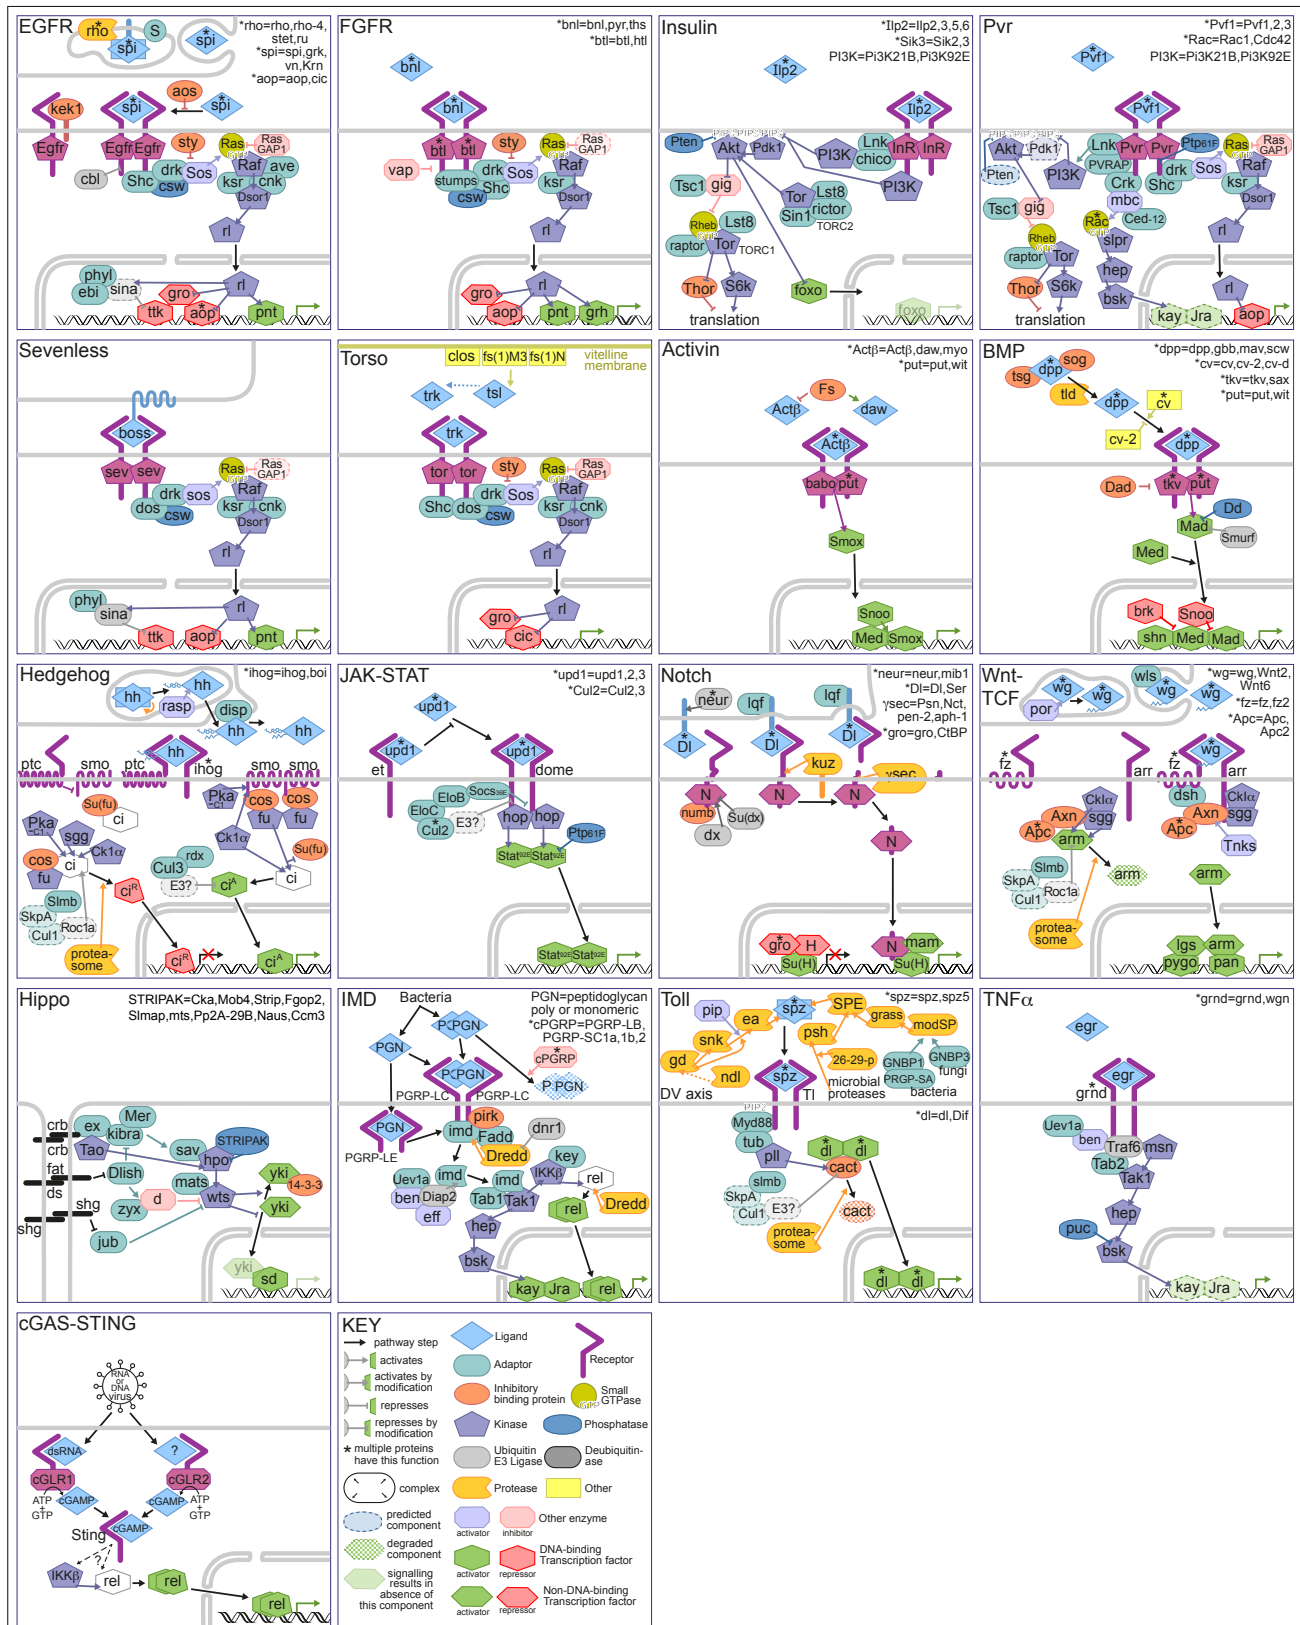 EGFR
*rho=rho,rho-4,
stet,ru
*spi=spi,grk,
vn,Krn
*aop=aop,cic
* rho
S
* spi
* spi
aos
kek1
* spi
* spi
Egfr
Egfr Egfr
sty
Ras
GTP
Ras
GAP1
cbl
Shc
drk
csw
Sos
Raf
ave
ksr
cnk
Dsor1
rl
phyl
ebi
sina
rl
gro
ttk
* aop
pnt
FGFR
*bnl=bnl,pyr,ths
*btl=btl,htl
* bnl
* bnl
* btl
* btl
sty
Ras
GTP
Ras
GAP1
vap
stumps
drk
Shc
csw
Sos
Raf
ksr
cnk
Dsor1
rl
rl
gro
aop
pnt
grh
Insulin
*Ilp2=Ilp2,3,5,6
*Sik3=Sik2,3
PI3K=Pi3K21B,Pi3K92E
* Ilp2
* Ilp2
PIP2 PIP3 PIP2
Pten
Akt
Pdk1
PI3K
Lnk
chico
InR
InR
PI3K
Tsc1
gig
Tor
Lst8
rictor
Sin1
TORC2
Rheb
GTP
Lst8
raptor
Tor
TORC1
Thor
S6k
translation
foxo
foxo
Pvr
*Pvf1=Pvf1,2,3
*Rac=Rac1,Cdc42
PI3K=Pi3K21B,Pi3K92E
* Pvf1
* Pvf1
Akt
Pdk1
Pten
PI3K
Lnk
PVRAP
Pvr
Pvr
Ptp61F
Ras
GTP
Ras
GAP1
Crk
Shc
drk
Sos
Raf
ksr
Dsor1
Tsc1
gig
mbc
Ced-12
* Rac
GTP
Rheb
GTP
raptor
Tor
slpr
rl
Thor
S6k
hep
bsk
translation
kay
Jra
rl
aop
Sevenless
boss
sev
sev
Ras
GTP
Ras
GAP1
drk
sos
dos
csw
Raf
ksr
cnk
Dsor1
rl
phyl
sina
rl
ttk
aop
pnt
Torso
clos
fs(1)M3
fs(1)N
vitelline
membrane
trk
tsl
trk
tor
tor
sty
Ras
GTP
Ras
GAP1
Shc
dos
drk
csw
Sos
Raf
ksr
cnk
Dsor1
rl
rl
gro
cic
Activin
*Actβ=Actβ,daw,myo
*put=put,wit
Fs
Actβ
daw
* Actβ
babo
* put
Smox
Snoo
Med
Smox
BMP
*dpp=dpp,gbb,mav,scw
*cv=cv,cv-2,cv-d
*tkv=tkv,sax
*put=put,wit
tsg
* dpp
sog
tld
* dpp
* cv
cv-2
* dpp
Dad
* tkv
* put
Dd
Mad
Smurf
Med
brk
Snoo
shn
Med
Mad
Hedgehog
*ihog=ihog,boi
hh
hh
rasp
disp
hh
hh
hh
ptc
smo
ptc
* ihog
smo
smo
Su(fu)
ci
Pka
-C1
sgg
Ck1α
cos
fu
ci
Slmb
SkpA
Cul1
Roc1a
protea-
some
ciR
Pka
-C1
cos
cos
fu
fu
Ck1α
Su(fu)
ci
rdx
Cul3
E3?
ciA
ciR
ciA
JAK-STAT
*upd1=upd1,2,3
*Cul2=Cul2,3
* upd1
* upd1
* upd1
et
dome
EloB
Socs36E
EloC
* Cul2
E3?
hop
hop
Ptp61F
Stat92E
Stat92E
Stat92E
Stat92E
Notch
*neur=neur,mib1
*Dl=Dl,Ser
γsec=Psn,Nct,
pen-2,aph-1
*gro=gro,CtBP
* neur
lqf
lqf
* Dl
* Dl
* Dl
kuz
γsec
N
N
N
numb
Su(dx)
dx
N
* gro
H
Su(H)
N
mam
Su(H)
Wnt-
TCF
*wg=wg,Wnt2,
Wnt6
*fz=fz,fz2
*Apc=Apc,
Apc2
* wg
* wg
por
wls
* wg
* wg
* fz
arr
* wg
* fz
arr
CkIα
Axn
sgg
* Apc
arm
Slmb
SkpA
Cul1
Roc1a
arm
protea-
some
dsh
CkIα
Axn
sgg
* Apc
Tnks
arm
lgs
arm
pygo
pan
Hippo
STRIPAK=Cka,Mob4,Strip,Fgop2,
Slmap,mts,Pp2A-29B,Naus,Ccm3
crb
crb
fat
ds
shg
shg
ex
Mer
kibra
Tao
sav
STRIPAK
hpo
Dlish
mats
zyx
d
wts
jub
yki
14-3-3
yki
yki
sd
IMD
PGN=peptidoglycan
poly or monomeric
*cPGRP=PGRP-LB,
PGRP-SC1a,1b,2
Bacteria
PGN
PGN
* cPGRP
PGN
PGN
PGRP-LC
PGRP-LC
PGN
PGRP-LE
pirk
imd
Fadd
Dredd
dnr1
Uev1a
imd
ben
Diap2
eff
imd
Tab1
Tak1
key
IKKβ
rel
Dredd
rel
hep
bsk
kay
Jra
rel
Toll
*spz=spz,spz5
pip
ea
* spz
SPE
snk
psh
grass
modSP
gd
ndl
26-29-p
GNBP1
PRGP-SA
GNBP3
fungi
bacteria
DV axis
* spz
Tl
microbial
proteases
*dl=dl,Dif
PIP2
Myd88
tub
pll
* dl
* dl
cact
slmb
SkpA
Cul1
E3?
cact
protea-
some
* dl
* dl
TNFα
*grnd=grnd,wgn
egr
* grnd
egr
Uev1a
ben
Traf6
msn
Tab2
Tak1
hep
puc
bsk
kay
Jra
cGAS-STING
RNA
or
DNA
virus
dsRNA
?
cGLR1
cGLR2
ATP
+
GTP
cGAMP
cGAMP
ATP
+
GTP
Sting
cGAMP
?
IKKβ
rel
rel
rel
KEY
pathway step
activates
activates by
modification
represses
represses by
modification
* multiple proteins
have this function
complex
predicted
component
degraded
component
signalling
results in
absence of
this component
Ligand
Adaptor
Inhibitory
binding protein
Kinase
Ubiquitin
E3 Ligase
Protease
activator
inhibitor
Other enzyme
activator
repressor
DNA-binding
Transcription factor
activator
repressor
Non-DNA-binding
Transcription factor
Receptor
GTP
Small
GTPase
Phosphatase
Deubiquitin-
ase
Other